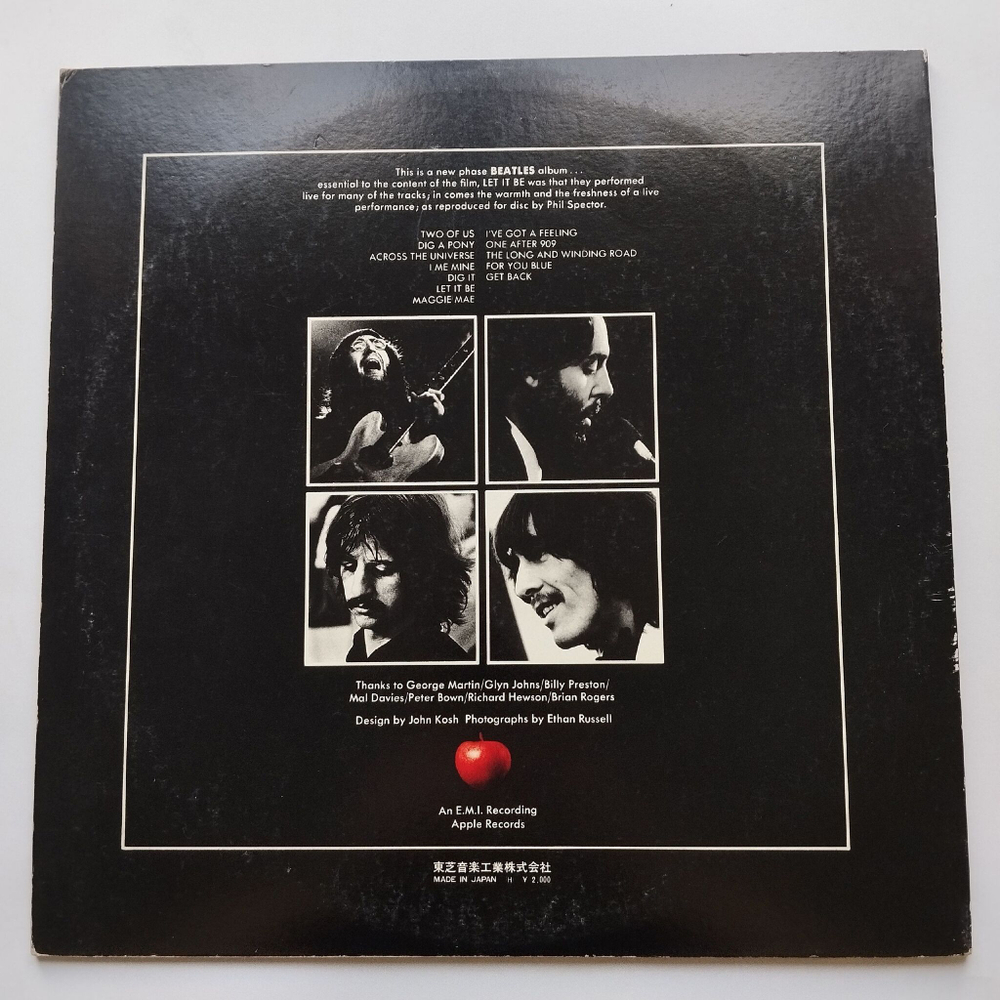 This is a new phase BEATLES album . . .
essential to the content of the film, LET IT BE was that they performed
live for many of the tracks; in comes the warmth and the freshness of a live
performance; as reproduced for disc by Phil Spector.
TWO OF US
DIG A PONY
ACROSS THE UNIVERSE
I ME MINE
DIG IT
LET IT BE
MAGGIE MAE
I'VE GOT A FEELING
ONE AFTER 909
THE LONG AND WINDING ROAD
FOR YOU BLUE
GET BACK
Thanks to George Martin/Glyn Johns/Billy Preston/
Mal Davies/Peter Bown/Richard Hewson/Brian Rogers
Design by John Kosh Photographs by Ethan Russell
An E.M.I. Recording
Apple Records
東芝音楽工業株式会社
MADE IN JAPAN H ¥ 2,000